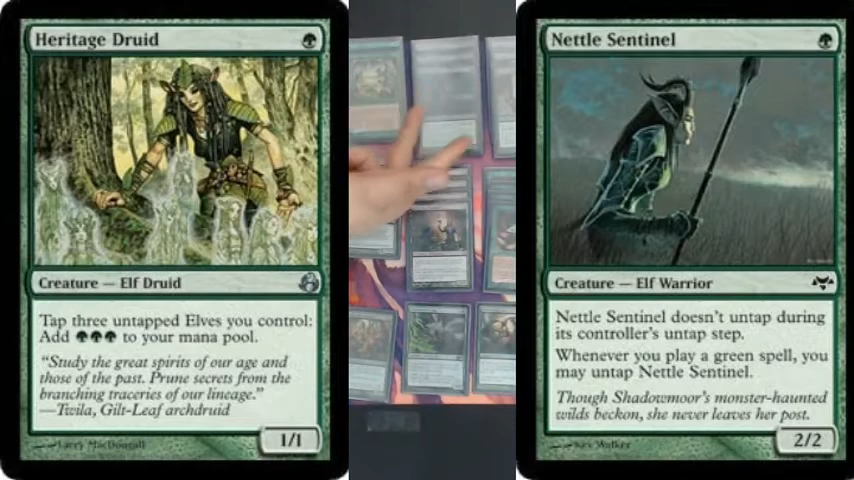 Heritage Druid
Creature — Elf Druid
Tap three untapped Elves you control:
Add to your mana pool.
“Study the great spirits of our age and
those of the past. Prune secrets from the
branching traceries of our lineage.”
—Twila, Gilt-Leaf archdruid
Larry MacDougall
1/1
Nettle Sentinel
Creature — Elf Warrior
Nettle Sentinel doesn't untap during
its controller's untap step.
Whenever you play a green spell, you
may untap Nettle Sentinel.
Though Shadowmoor's monster-haunted
wilds beckon, she never leaves her post.
Kev Walker
2/2